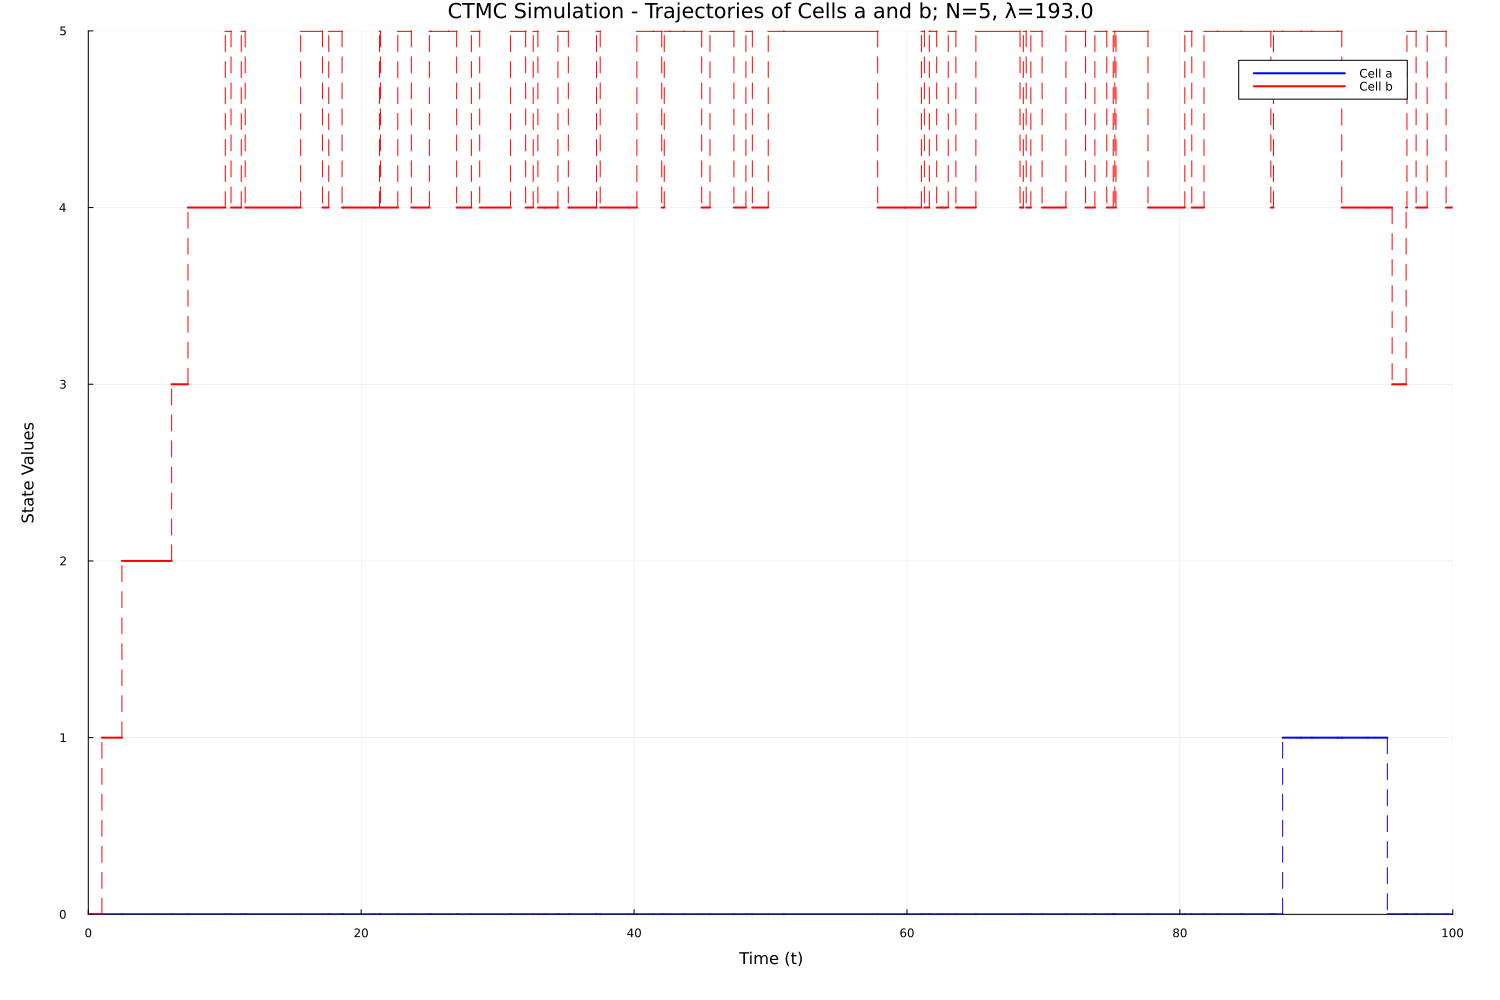 CTMC Simulation - Trajectories of Cells a and b; N=5, λ=193.0
5
Cell a
Cell b
4
3
State Values
2
1
0
0 20 40 60 80 100
Time (t)